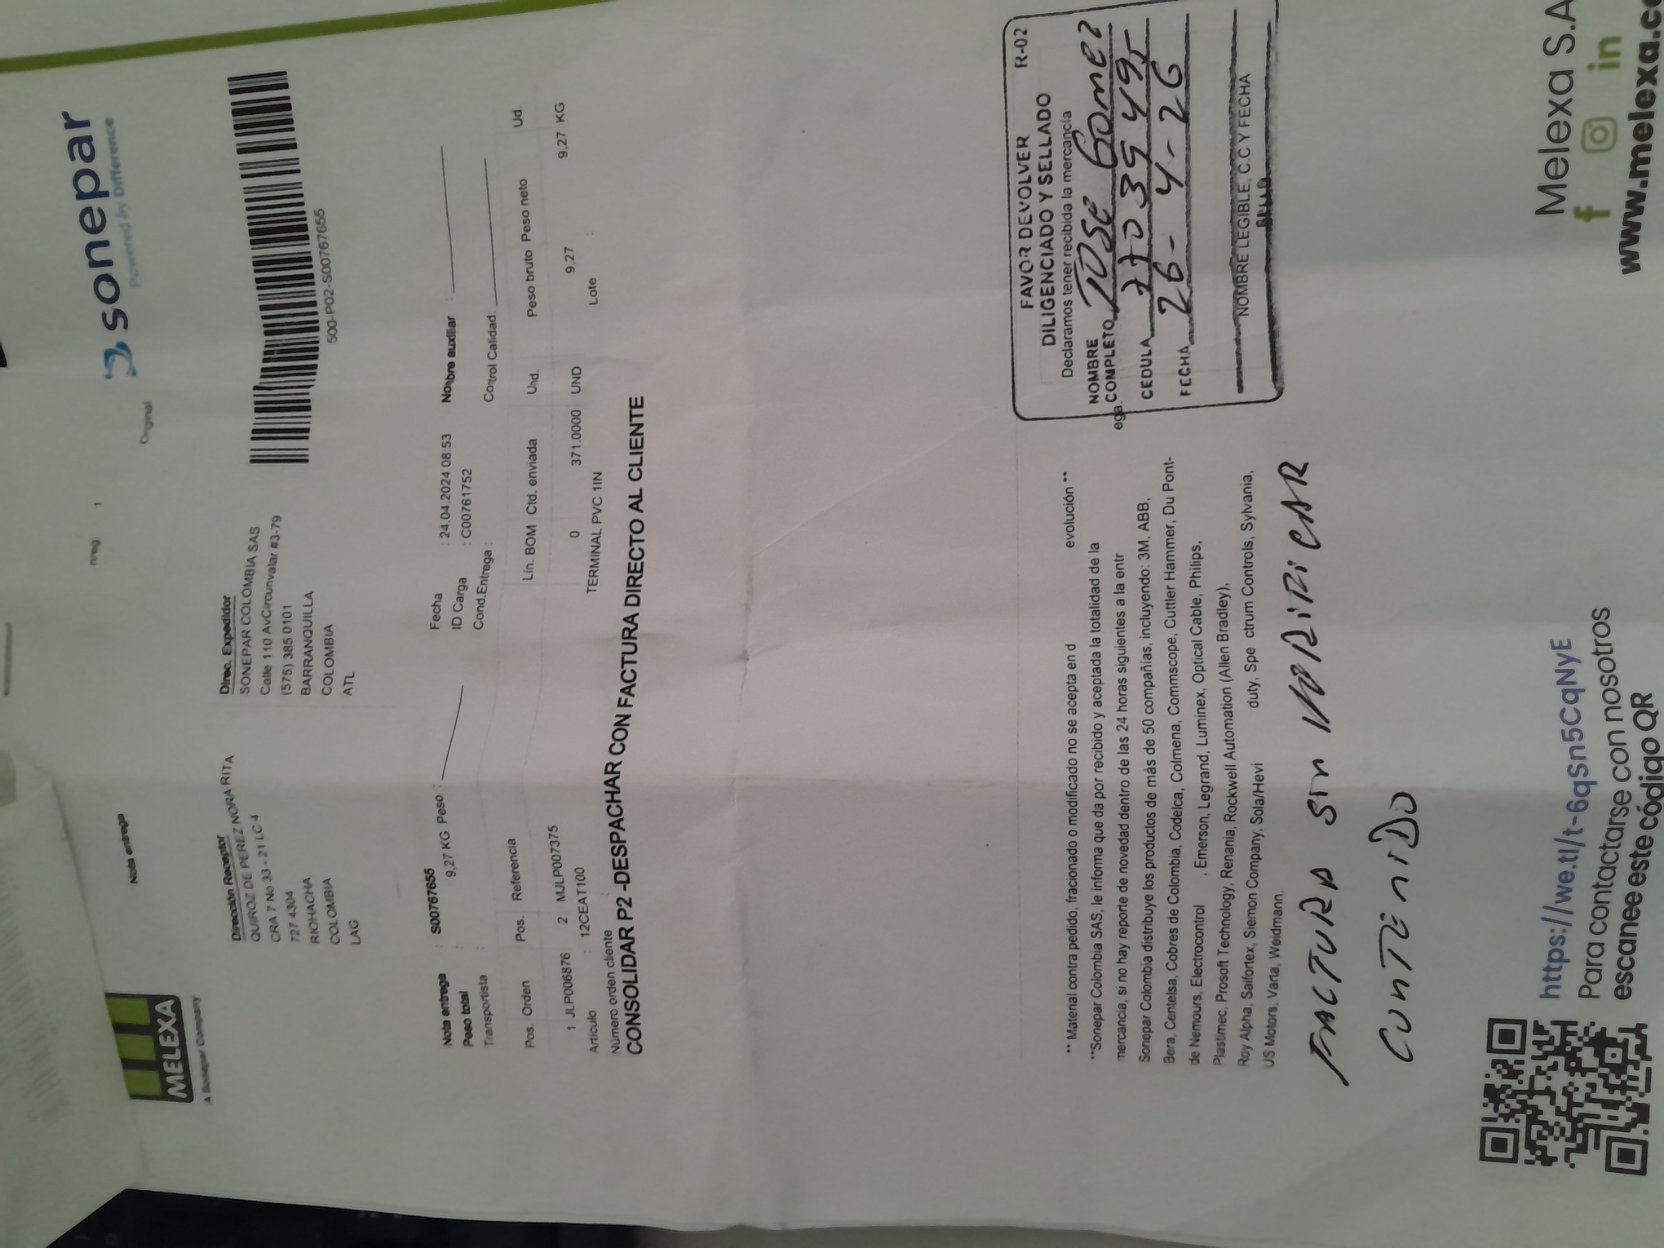 MELEXA
A Sonepar Company
Nota entrega
nreg 1
Original
sonepar
Powered by Difference
Dirección Receptor
QUIROZ DE PEREZ NORA RITA
CRA 7 No 33 - 21 LC 4
727 4304
RIOHACHA
COLOMBIA
LAG
Direc. Expedidor
SONEPAR COLOMBIA SAS
Calle 110 AvCircunvalar #3-79
(575) 385 0101
BARRANQUILLA
COLOMBIA
ATL
500-P02-S00767655
Nota entrega : S00767655
Peso total : 9,27 KG Peso :
Transportista :
Fecha : 24.04.2024 08:53
ID Carga : C00761752
Cond.Entrega :
Nombre auxiliar :
Cotrol Calidad:
Pos. Orden Pos. Referencia Lin. BOM Ctd. enviada Und. Peso bruto Peso neto Ud.
1 JLP006876 2 MJLP007375 0 371.0000 UND 9,27 9,27 KG
Artículo : 12CEAT100 TERMINAL PVC 1IN Lote :
Número orden cliente :
CONSOLIDAR P2 -DESPACHAR CON FACTURA DIRECTO AL CLIENTE
** Material contra pedido, fracionado o modificado no se acepta en d evolución **
**Sonepar Colombia SAS, le informa que da por recibido y aceptada la totalidad de la
mercancia, si no hay reporte de novedad dentro de las 24 horas siguientes a la entr ega.
Sonepar Colombia distribuye los productos de más de 50 compañías, incluyendo: 3M, ABB,
Bera, Centelsa, Cobres de Colombia, Codelca, Colmena, Commscope, Cuttler Hammer, Du Pont-
de Nemours, Electrocontrol , Emerson, Legrand, Luminex, Optical Cable, Philips,
Plastimec, Prosoft Technology, Renania, Rockwell Automation (Allen Bradley),
Roy Alpha, Saifortex, Siemon Company, Sola/Hevi duty, Spe ctrum Controls, Sylvania,
US Motors, Varta, Weidmann.
FAVOR DEVOLVER R-02
DILIGENCIADO Y SELLADO
Declaramos tener recibida la mercancía
NOMBRE
COMPLETO JOSE GOMEZ
CEDULA 77039495
FECHA 26-4-26
NOMBRE LEGIBLE, C.C Y FECHA
FACTURA SIN VERIFICAR
CONTENIDO
https://we.tl/t-6qSn5CqNyE
Para contactarse con nosotros
escanee este código QR
Melexa S.A
f in
www.melexa.co